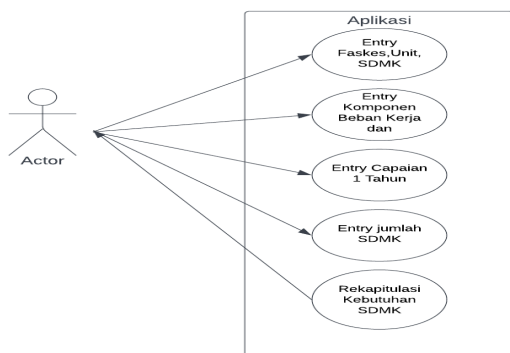 Aplikasi
Entry
Faskes,Unit,
SDMK
Entry
Komponen
Beban Kerja
dan
Actor
Entry Capaian
1 Tahun
Entry jumlah
SDMK
Rekapitulasi
Kebutuhan
SDMK